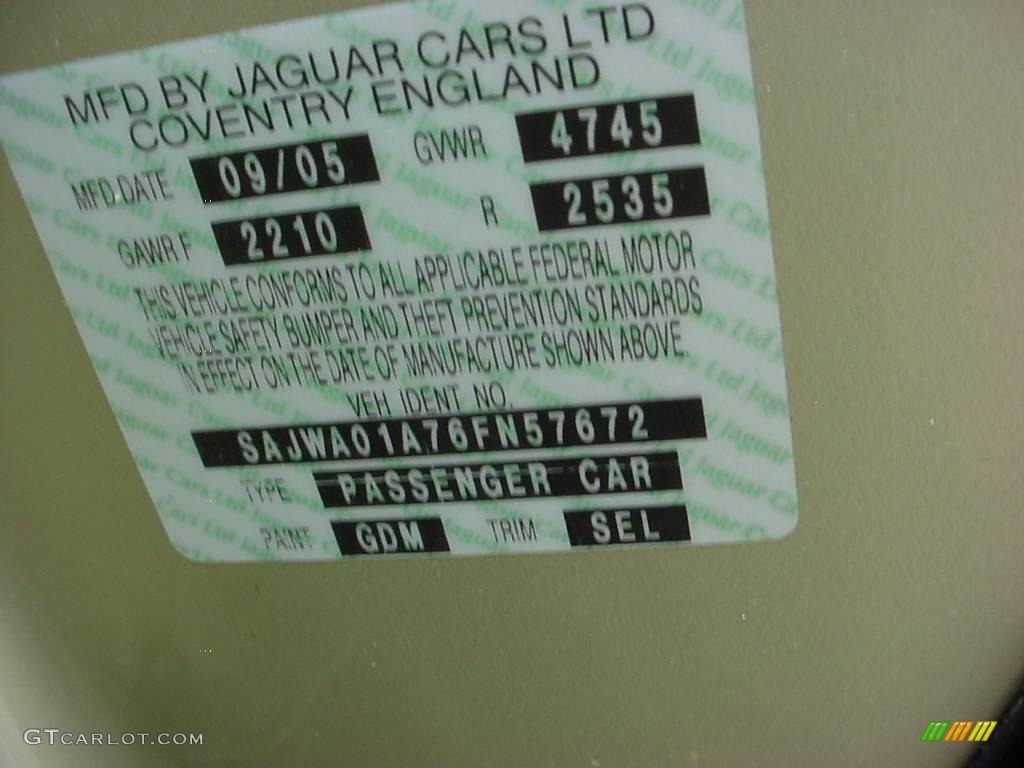 MFD BY JAGUAR CARS LTD
COVENTRY ENGLAND
MFD.DATE 09/05 GVWR 4745
GAWR F 2210 R 2535
THIS VEHICLE CONFORMS TO ALL APPLICABLE FEDERAL MOTOR
VEHICLE SAFETY BUMPER AND THEFT PREVENTION STANDARDS
IN EFFECT ON THE DATE OF MANUFACTURE SHOWN ABOVE.
VEH IDENT NO.
SAJWA01A76FN57672
TYPE PASSENGER CAR
PAINT GDM TRIM SEL
GTCARLOT.COM